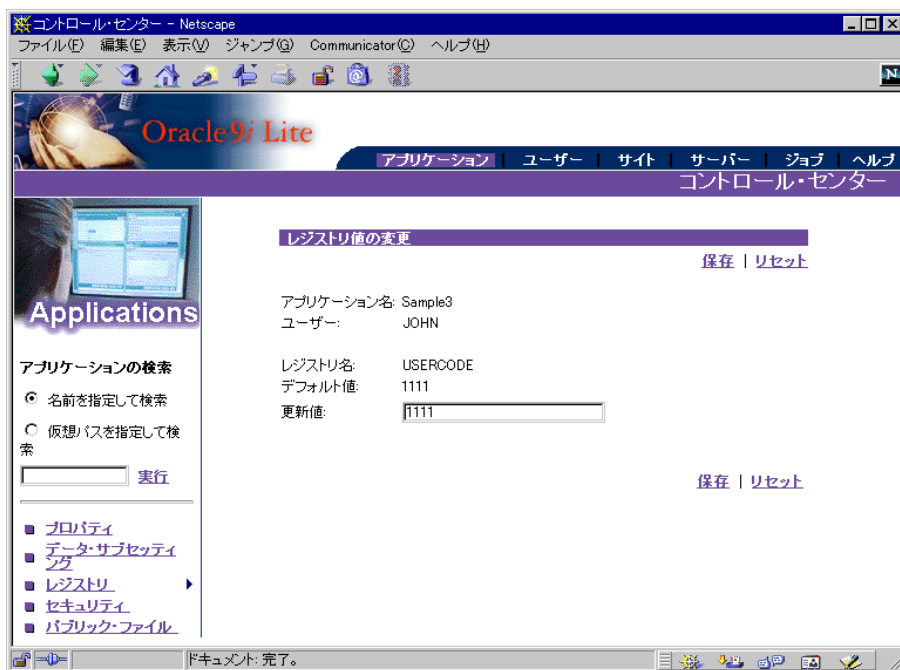 コントロール・センター - Netscape
ファイル(F) 編集(E) 表示(V) ジャンプ(G) Communicator(C) ヘルプ(H)
N
Oracle9i Lite
アプリケーション ユーザー サイト サーバー ジョブ ヘルプ
コントロール・センター
Applications
アプリケーションの検索
名前を指定して検索
仮想パスを指定して検
索
実行
プロパティ
データ・サブセッティ
ング
レジストリ
セキュリティ
パブリック・ファイル
レジストリ値の変更
保存 | リセット
アプリケーション名: Sample3
ユーザー: JOHN
レジストリ名: USERCODE
デフォルト値: 1111
更新値: 1111
保存 | リセット
ドキュメント: 完了。